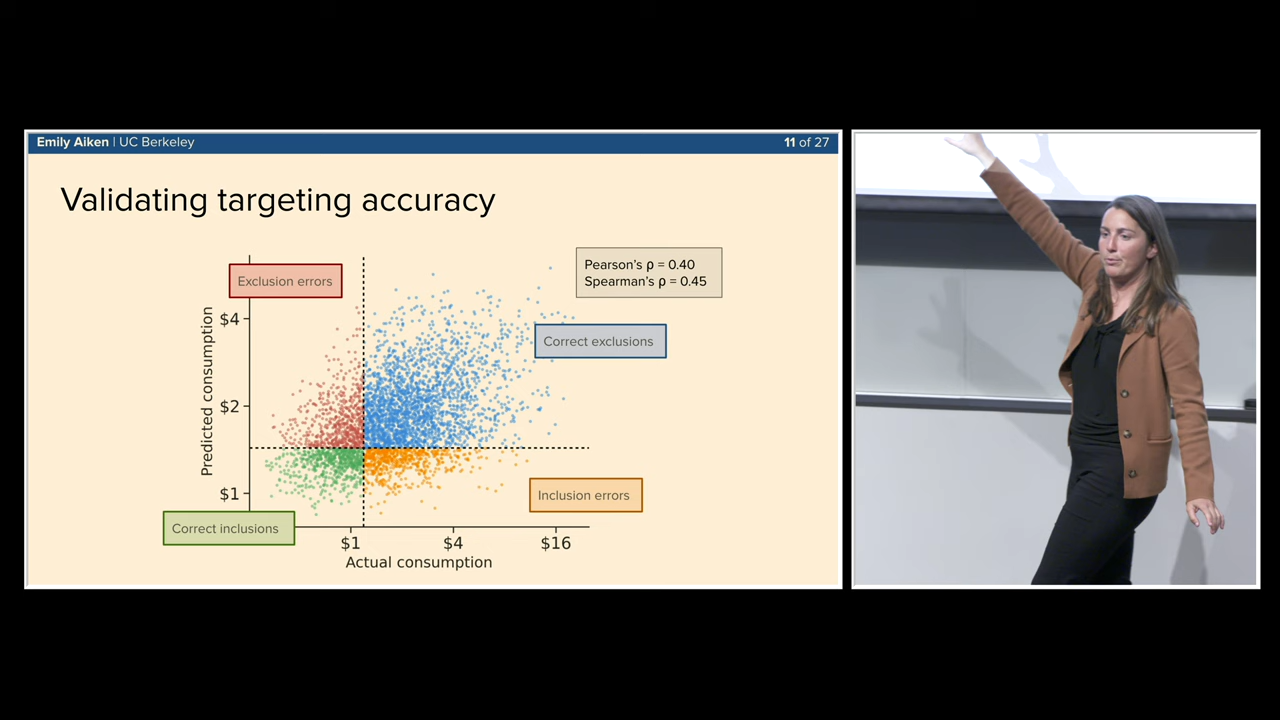 Emily Aiken | UC Berkeley
11 of 27
Validating targeting accuracy
Exclusion errors
Pearson's ρ = 0.40
Spearman's ρ = 0.45
Correct exclusions
Inclusion errors
Correct inclusions
Predicted consumption
$4
$2
$1
$1
$4
$16
Actual consumption